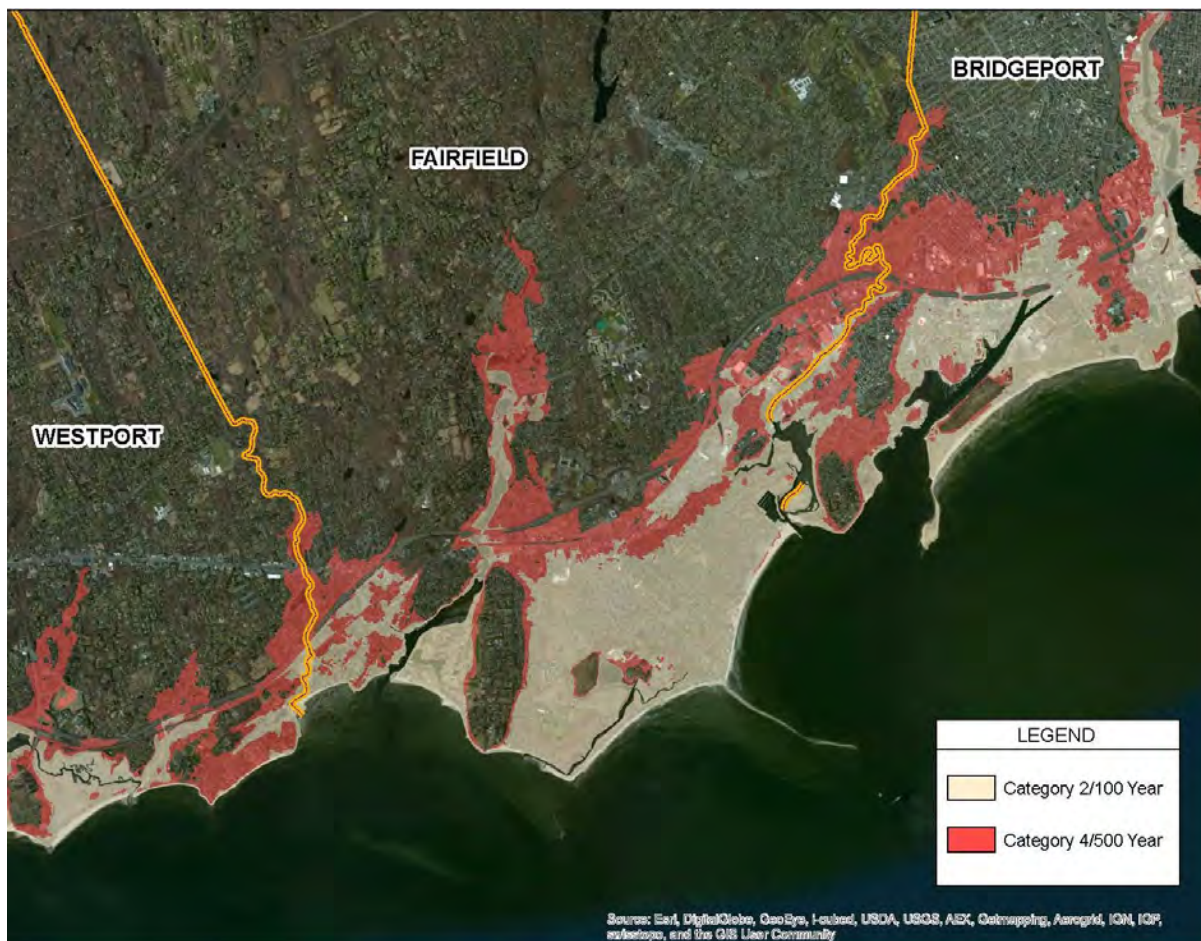 BRIDGEPORT
FAIRFIELD
WESTPORT
LEGEND
Category 2/100 Year
Category 4/500 Year
Source: Esri, DigitalGlobe, GeoEye, i-cubed, USDA, USGS, AEX, Getmapping, Aerogrid, IGN, IGP,
swisstopo, and the GIS User Community